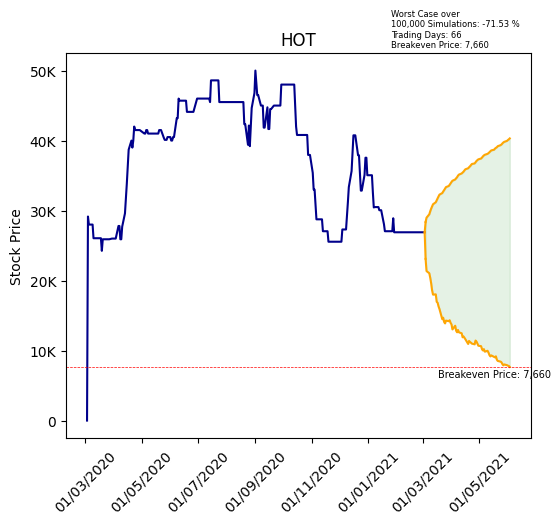 Worst Case over
100,000 Simulations: -71.53 %
Trading Days: 66
Breakeven Price: 7,660
HOT
Stock Price
50K
40K
30K
20K
10K
0
Breakeven Price: 7,660
01/03/2020
01/05/2020
01/07/2020
01/09/2020
01/11/2020
01/01/2021
01/03/2021
01/05/2021